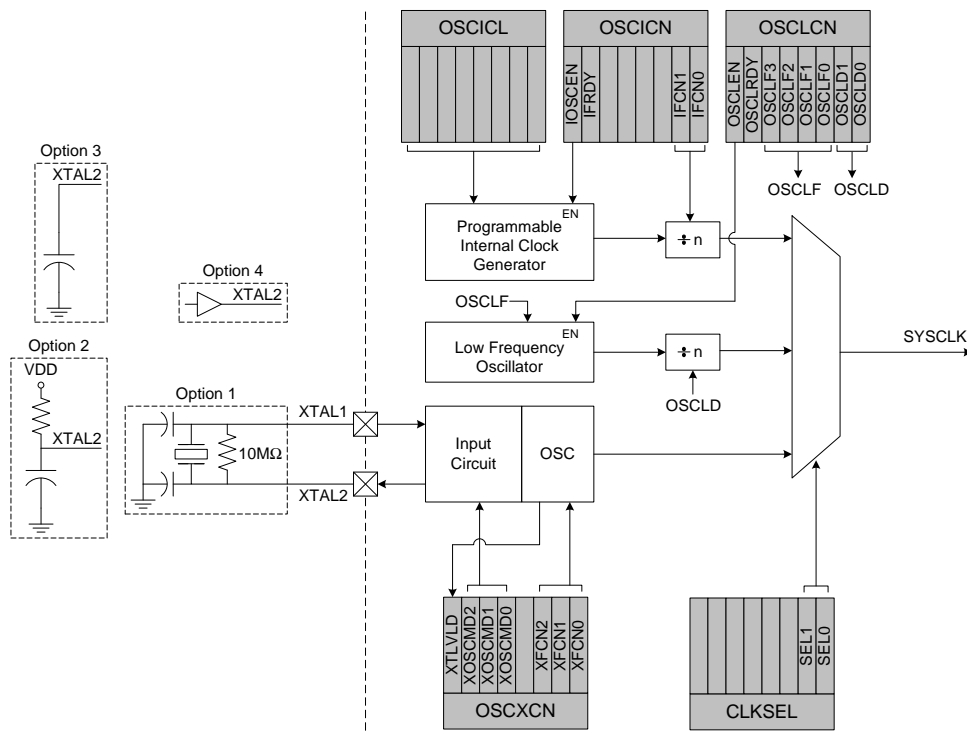 OSCICL
OSCICN
OSCLCN
IOSCEN
IFRDY
IFCN1
IFCN0
OSCLEN
OSCLRDY
OSCLF3
OSCLF2
OSCLF1
OSCLF0
OSCLD1
OSCLD0
OSCLF
OSCLD
Option 3
XTAL2
Option 4
XTAL2
EN
Programmable
Internal Clock
Generator
÷ n
OSCLF
EN
Low Frequency
Oscillator
÷ n
OSCLD
SYSCLK
Option 2
VDD
XTAL2
Option 1
10MΩ
XTAL1
XTAL2
Input
Circuit
OSC
XTLVLD
XOSCMD2
XOSCMD1
XOSCMD0
XFCN2
XFCN1
XFCN0
OSCXCN
SEL1
SEL0
CLKSEL